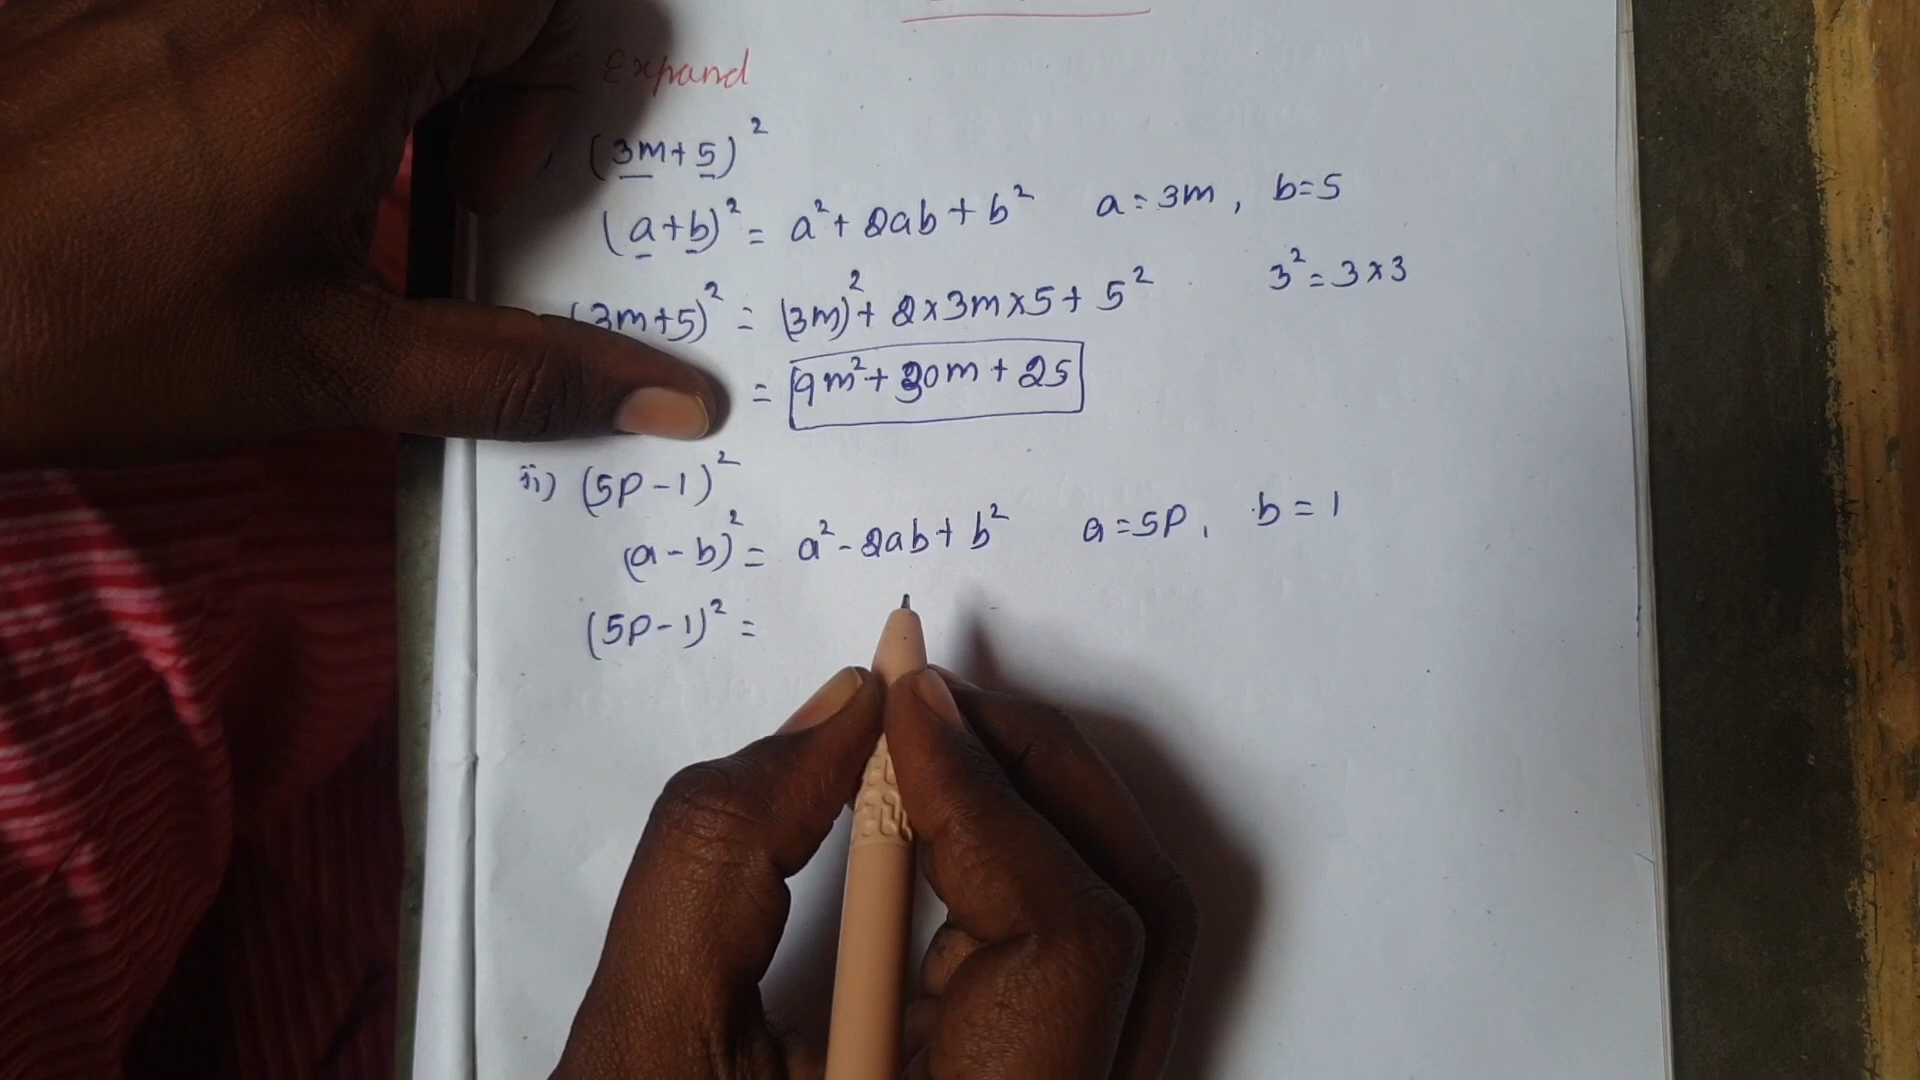 Expand
(3m+5)²
(a+b)² = a²+2ab+b² a=3m, b=5
(3m+5)² = (3m)²+2×3m×5+5² 3²=3×3
= 9m²+30m+25
ii) (5p-1)²
(a-b)² = a²-2ab+b² a=5p, b=1
(5p-1)² =